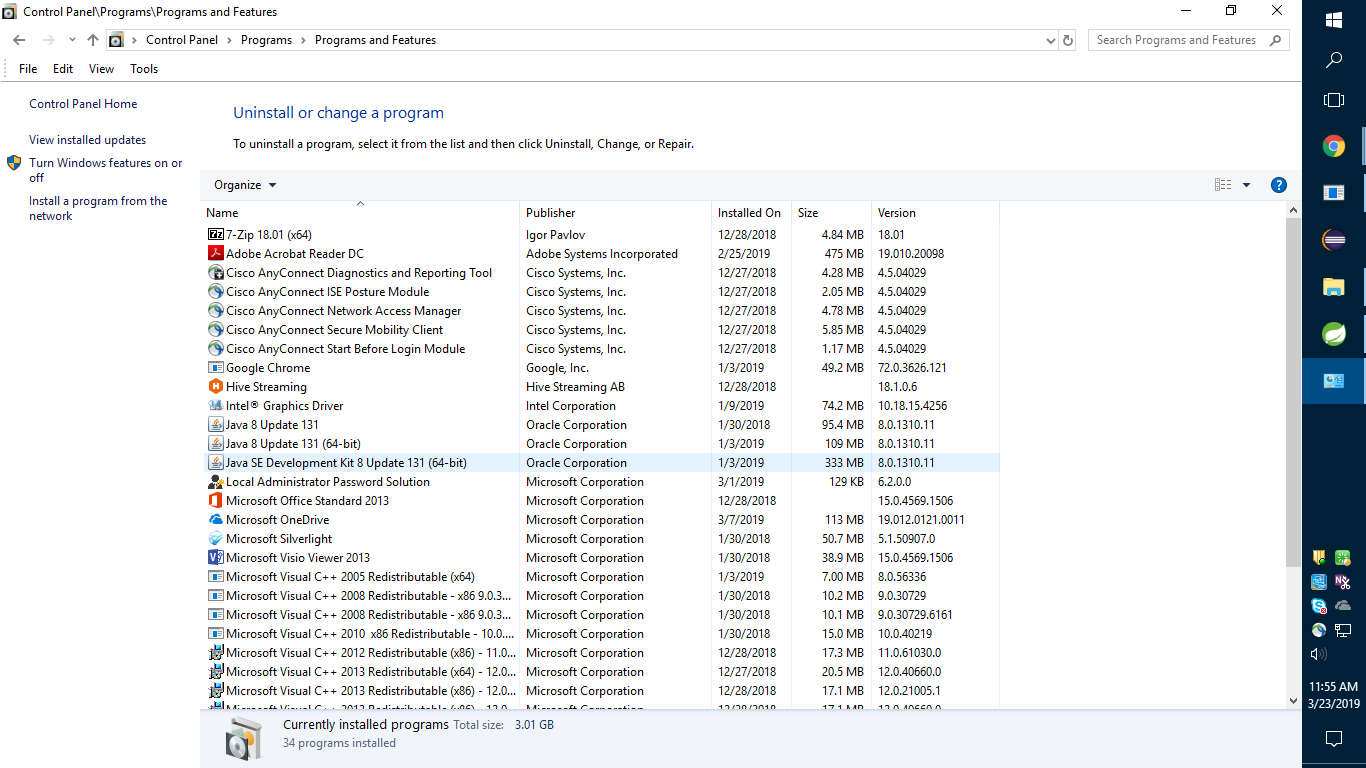 Control Panel\Programs\Programs and Features
Control Panel > Programs > Programs and Features
Search Programs and Features
File Edit View Tools
Control Panel Home
View installed updates
Turn Windows features on or
off
Install a program from the
network
Uninstall or change a program
To uninstall a program, select it from the list and then click Uninstall, Change, or Repair.
Organize
Name Publisher Installed On Size Version
7-Zip 18.01 (x64) Igor Pavlov 12/28/2018 4.84 MB 18.01
Adobe Acrobat Reader DC Adobe Systems Incorporated 2/25/2019 475 MB 19.010.20098
Cisco AnyConnect Diagnostics and Reporting Tool Cisco Systems, Inc. 12/27/2018 4.28 MB 4.5.04029
Cisco AnyConnect ISE Posture Module Cisco Systems, Inc. 12/27/2018 2.05 MB 4.5.04029
Cisco AnyConnect Network Access Manager Cisco Systems, Inc. 12/27/2018 4.78 MB 4.5.04029
Cisco AnyConnect Secure Mobility Client Cisco Systems, Inc. 12/27/2018 5.85 MB 4.5.04029
Cisco AnyConnect Start Before Login Module Cisco Systems, Inc. 12/27/2018 1.17 MB 4.5.04029
Google Chrome Google, Inc. 1/3/2019 49.2 MB 72.0.3626.121
Hive Streaming Hive Streaming AB 12/28/2018 18.1.0.6
Intel® Graphics Driver Intel Corporation 1/9/2019 74.2 MB 10.18.15.4256
Java 8 Update 131 Oracle Corporation 1/30/2018 95.4 MB 8.0.1310.11
Java 8 Update 131 (64-bit) Oracle Corporation 1/3/2019 109 MB 8.0.1310.11
Java SE Development Kit 8 Update 131 (64-bit) Oracle Corporation 1/3/2019 333 MB 8.0.1310.11
Local Administrator Password Solution Microsoft Corporation 3/1/2019 129 KB 6.2.0.0
Microsoft Office Standard 2013 Microsoft Corporation 12/28/2018 15.0.4569.1506
Microsoft OneDrive Microsoft Corporation 3/7/2019 113 MB 19.012.0121.0011
Microsoft Silverlight Microsoft Corporation 1/30/2018 50.7 MB 5.1.50907.0
Microsoft Visio Viewer 2013 Microsoft Corporation 1/30/2018 38.9 MB 15.0.4569.1506
Microsoft Visual C++ 2005 Redistributable (x64) Microsoft Corporation 1/3/2019 7.00 MB 8.0.56336
Microsoft Visual C++ 2008 Redistributable - x86 9.0.3... Microsoft Corporation 1/30/2018 10.2 MB 9.0.30729
Microsoft Visual C++ 2008 Redistributable - x86 9.0.3... Microsoft Corporation 1/30/2018 10.1 MB 9.0.30729.6161
Microsoft Visual C++ 2010 x86 Redistributable - 10.0.... Microsoft Corporation 1/30/2018 15.0 MB 10.0.40219
Microsoft Visual C++ 2012 Redistributable (x86) - 11.0... Microsoft Corporation 12/28/2018 17.3 MB 11.0.61030.0
Microsoft Visual C++ 2013 Redistributable (x64) - 12.0... Microsoft Corporation 12/27/2018 20.5 MB 12.0.40660.0
Microsoft Visual C++ 2013 Redistributable (x86) - 12.0... Microsoft Corporation 12/28/2018 17.1 MB 12.0.21005.1
Microsoft Visual C++ 2013 Redistributable (x86) - 12.0... Microsoft Corporation 12/28/2018 17.1 MB 12.0.40660.0
Currently installed programs Total size: 3.01 GB
34 programs installed
11:55 AM
3/23/2019